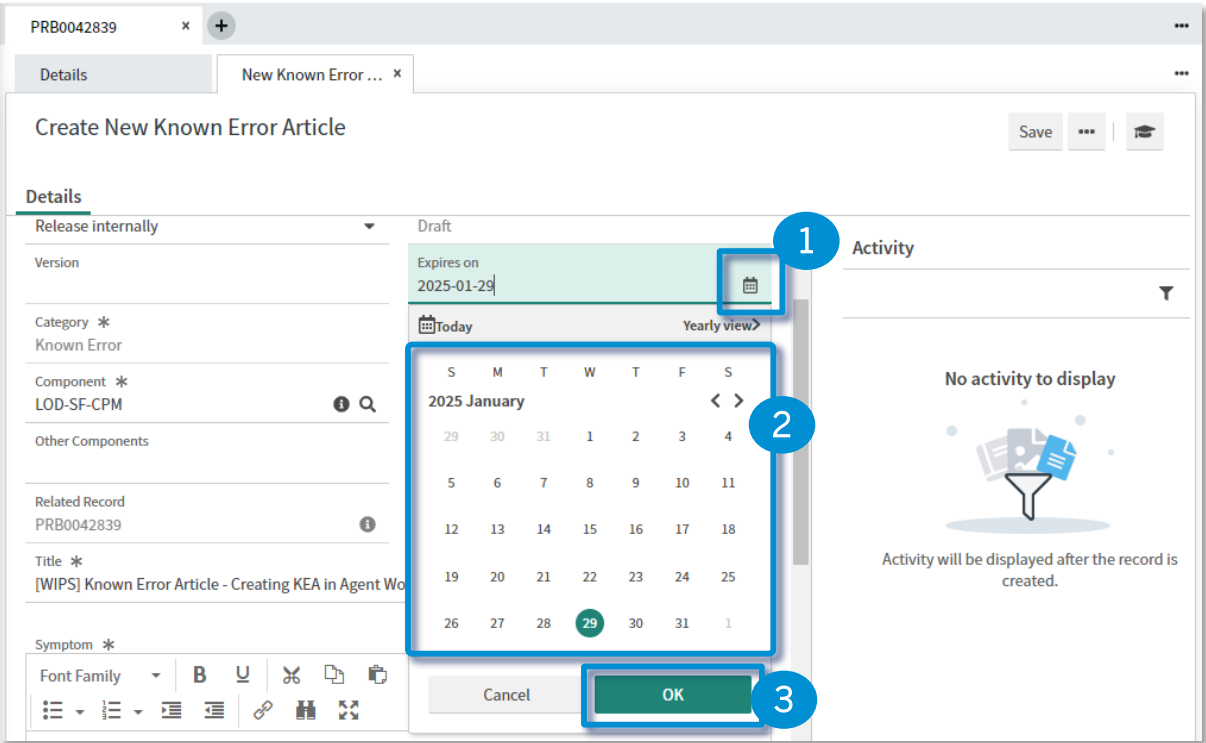 PRB0042839
Details
New Known Error ...
Create New Known Error Article
Save
Details
Release internally
Draft
Version
Expires on
2025-01-29
1
Activity
Category *
Known Error
Today
Yearly view
Component *
LOD-SF-CPM
Other Components
S M T W T F S
2025 January
29 30 31 1 2 3 4
5 6 7 8 9 10 11
12 13 14 15 16 17 18
19 20 21 22 23 24 25
26 27 28 29 30 31 1
2
No activity to display
Activity will be displayed after the record is
created.
Related Record
PRB0042839
Title *
[WIPS] Known Error Article - Creating KEA in Agent Wo
Symptom *
Font Family
B U
Cancel
OK
3